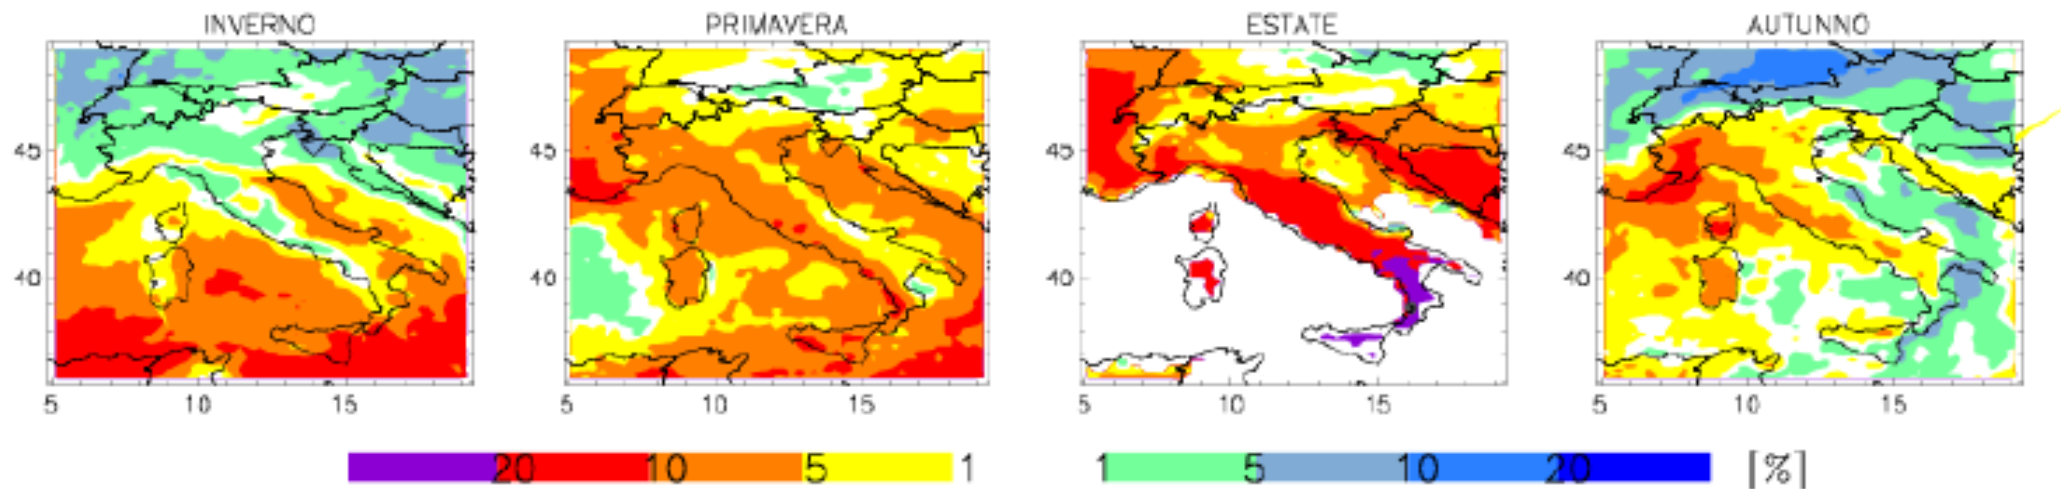 INVERNO PRIMAVERA ESTATE AUTUNNO
45 45 45 45
40 40 40 40
5 10 15 5 10 15 5 10 15 5 10 15
20 10 5 1 1 5 10 20 [%]